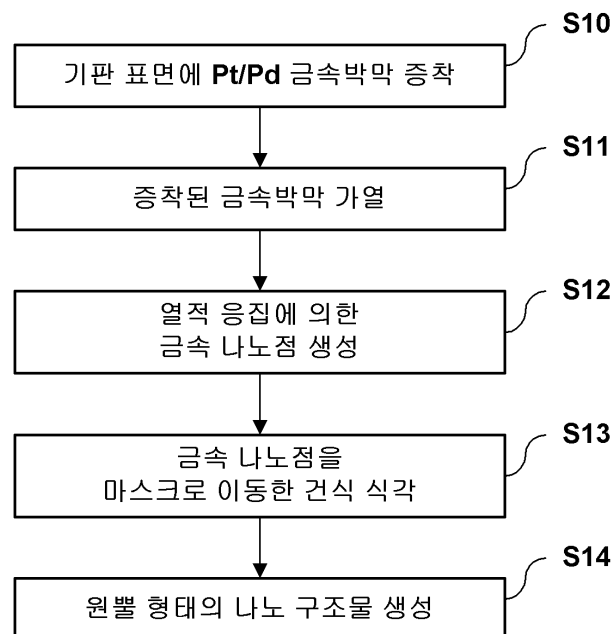 S10
기판 표면에 Pt/Pd 금속박막 증착
S11
증착된 금속박막 가열
S12
열적 응집에 의한
금속 나노점 생성
S13
금속 나노점을
마스크로 이동한 건식 식각
S14
원뿔 형태의 나노 구조물 생성